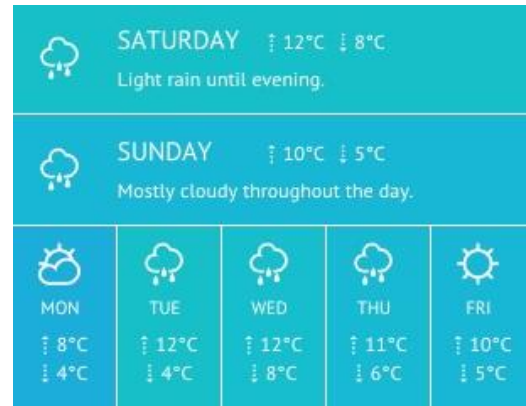 SATURDAY 12°C 8°C
Light rain until evening.
SUNDAY 10°C 5°C
Mostly cloudy throughout the day.
MON TUE WED THU FRI
8°C 12°C 12°C 11°C 10°C
4°C 4°C 8°C 6°C 5°C